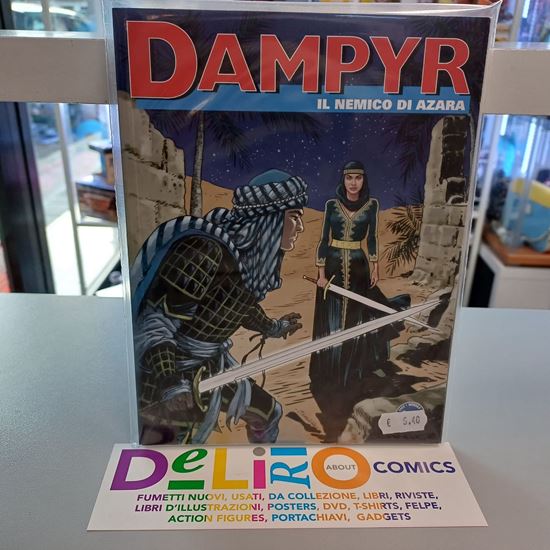 DAMPYR
IL NEMICO DI AZARA
€ 5.40
DeLiRiO ABOUT COMICS
FUMETTI NUOVI, USATI, DA COLLEZIONE, LIBRI, RIVISTE,
LIBRI D'ILLUSTRAZIONI, POSTERS, DVD, T-SHIRTS, FELPE,
ACTION FIGURES, PORTACHIAVI, GADGETS